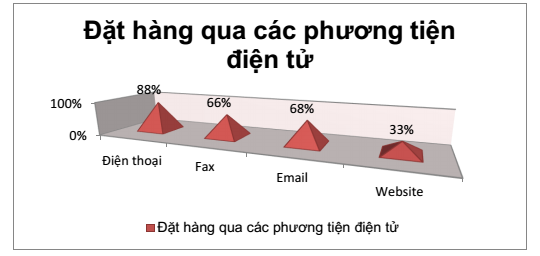 Đặt hàng qua các phương tiện
điện tử
88%
66%
68%
33%
100%
0%
Điện thoại
Fax
Email
Website
Đặt hàng qua các phương tiện điện tử